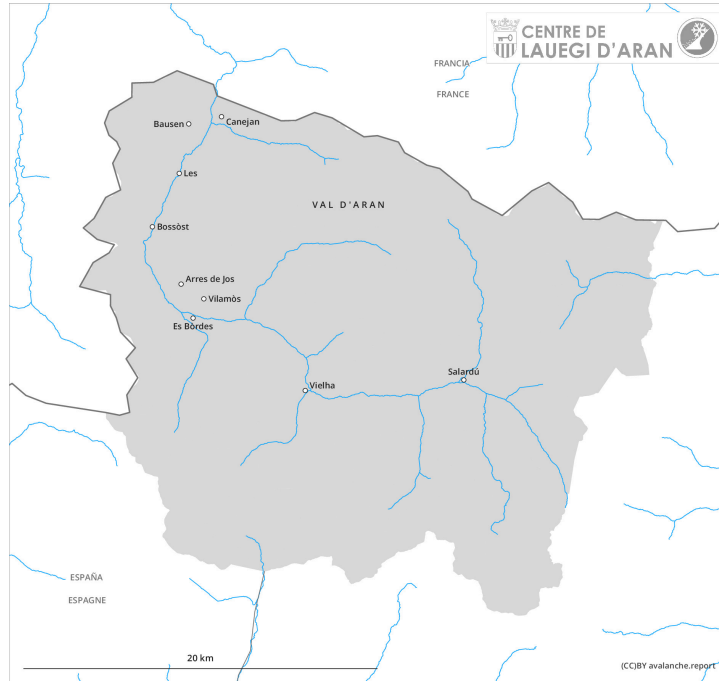 CENTRE DE
LAUEGI D'ARAN
FRANCIA
FRANCE
Canejan
Bausen
Les
VAL D'ARAN
Bossòst
Arres de Jos
Vilamòs
Es Bòrdes
Salardú
Vielha
ESPAÑA
ESPAGNE
20 km
(CC)BY avalanche.report